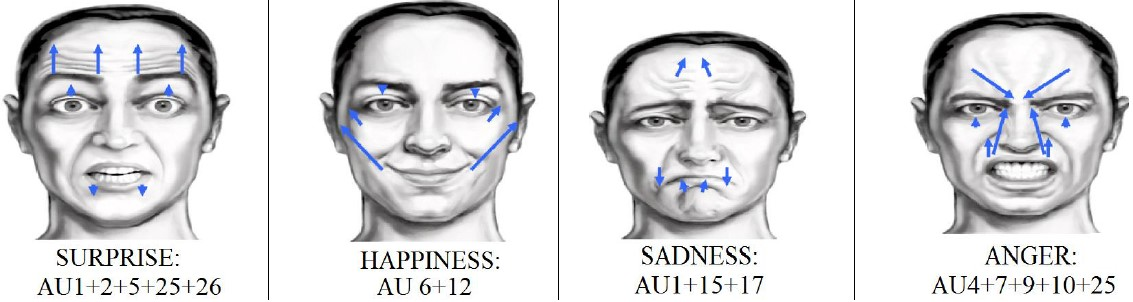 SURPRISE:
AU1+2+5+25+26
HAPPINESS:
AU 6+12
SADNESS:
AU1+15+17
ANGER:
AU4+7+9+10+25